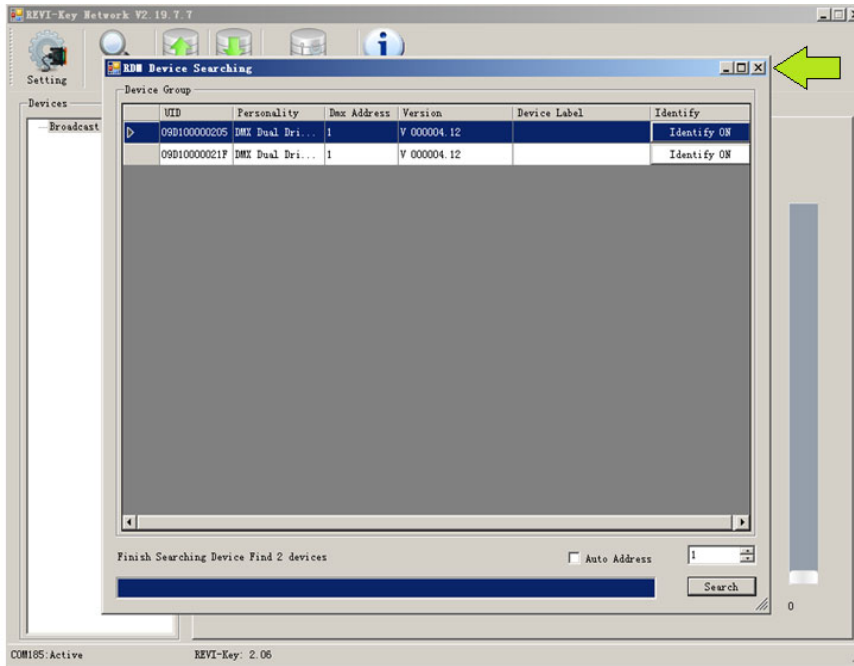 REVI-Key Network V2.19.7.7
Setting
RDM Device Searching
Devices
Device Group
Broadcast
UID Personality Dmx Address Version Device Label Identify
09D100000205 DMX Dual Dri... 1 V 000004.12 Identify ON
09D10000021F DMX Dual Dri... 1 V 000004.12 Identify ON
Finish Searching Device Find 2 devices
Auto Address
1
Search
0
COM185:Active
REVI-Key: 2.06